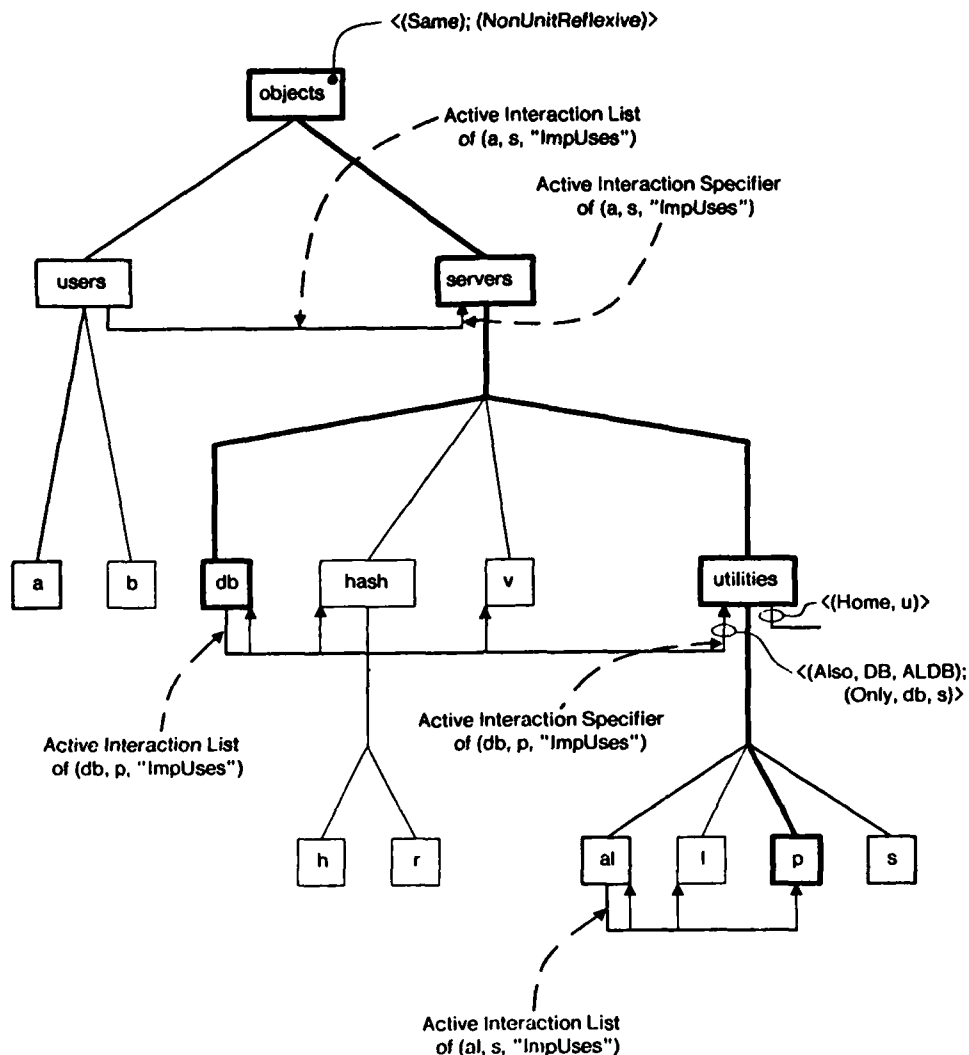 <(Same); (NonUnitReflexive)>
objects
Active Interaction List
of (a, s, "ImpUses")
Active Interaction Specifier
of (a, s, "ImpUses")
users
servers
a
b
db
hash
v
utilities
<(Home, u)>
<(Also, DB, ALDB);
(Only, db, s)>
Active Interaction Specifier
of (db, p, "ImpUses")
Active Interaction List
of (db, p, "ImpUses")
h
r
al
l
p
s
Active Interaction List
of (al, s, "ImpUses")